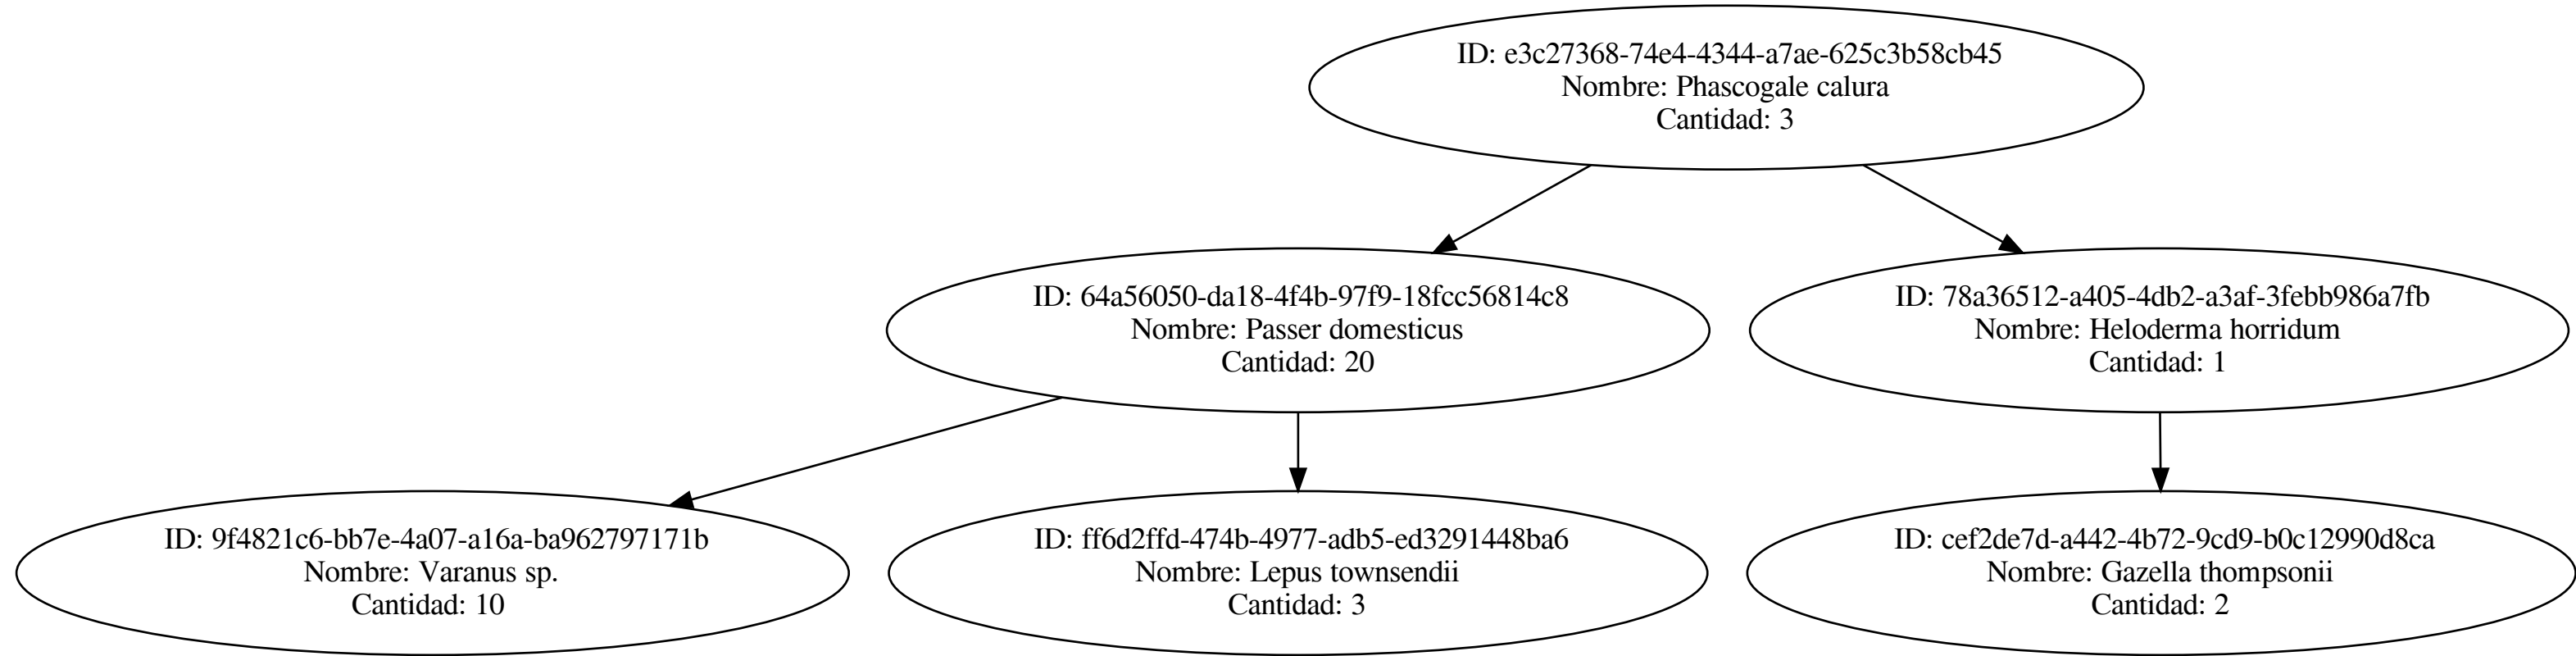 ID: e3c27368-74e4-4344-a7ae-625c3b58cb45
Nombre: Phascogale calura
Cantidad: 3
ID: 64a56050-da18-4f4b-97f9-18fcc56814c8
Nombre: Passer domesticus
Cantidad: 20
ID: 78a36512-a405-4db2-a3af-3febb986a7fb
Nombre: Heloderma horridum
Cantidad: 1
ID: 9f4821c6-bb7e-4a07-a16a-ba962797171b
Nombre: Varanus sp.
Cantidad: 10
ID: ff6d2ffd-474b-4977-adb5-ed3291448ba6
Nombre: Lepus townsendii
Cantidad: 3
ID: cef2de7d-a442-4b72-9cd9-b0c12990d8ca
Nombre: Gazella thompsonii
Cantidad: 2